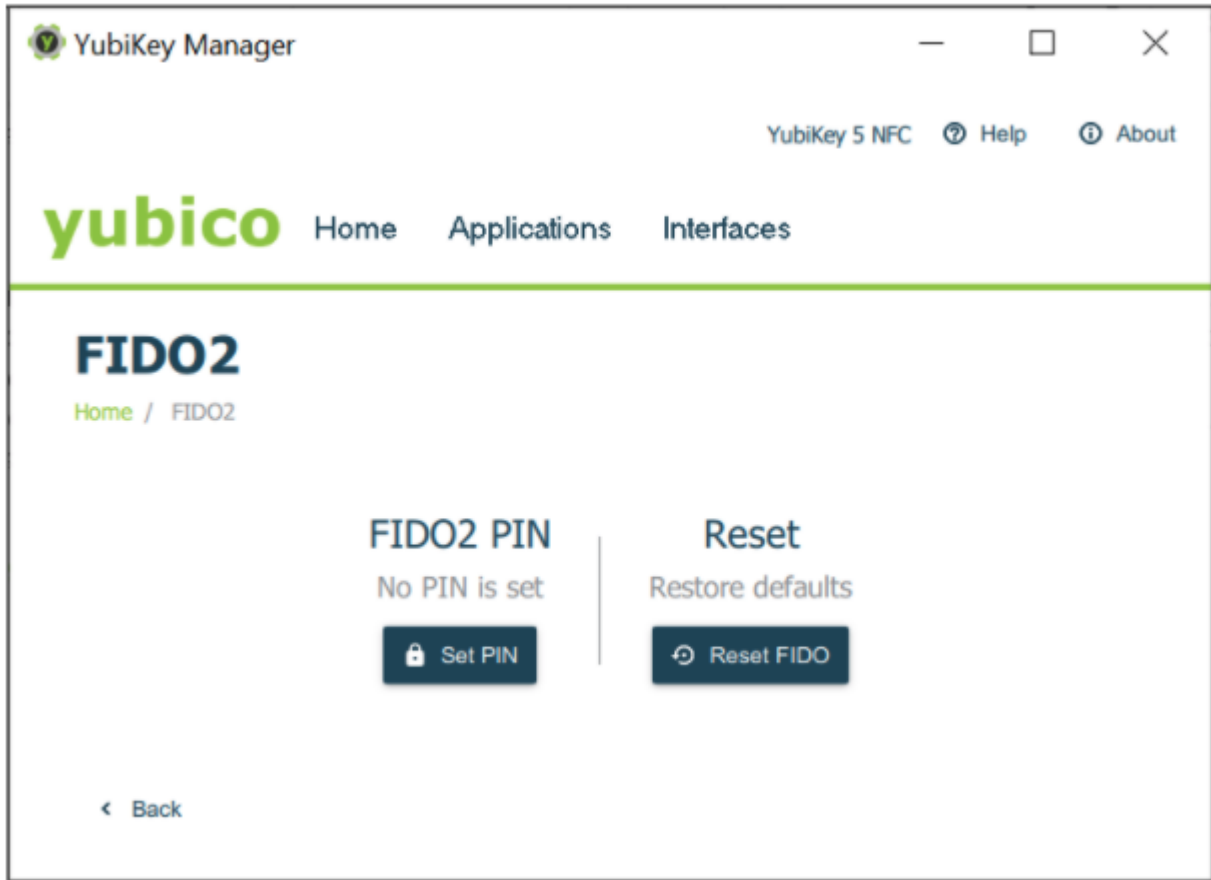 YubiKey Manager
YubiKey 5 NFC Help About
yubico Home Applications Interfaces
FIDO2
Home / FIDO2
FIDO2 PIN Reset
No PIN is set Restore defaults
Set PIN Reset FIDO
Back